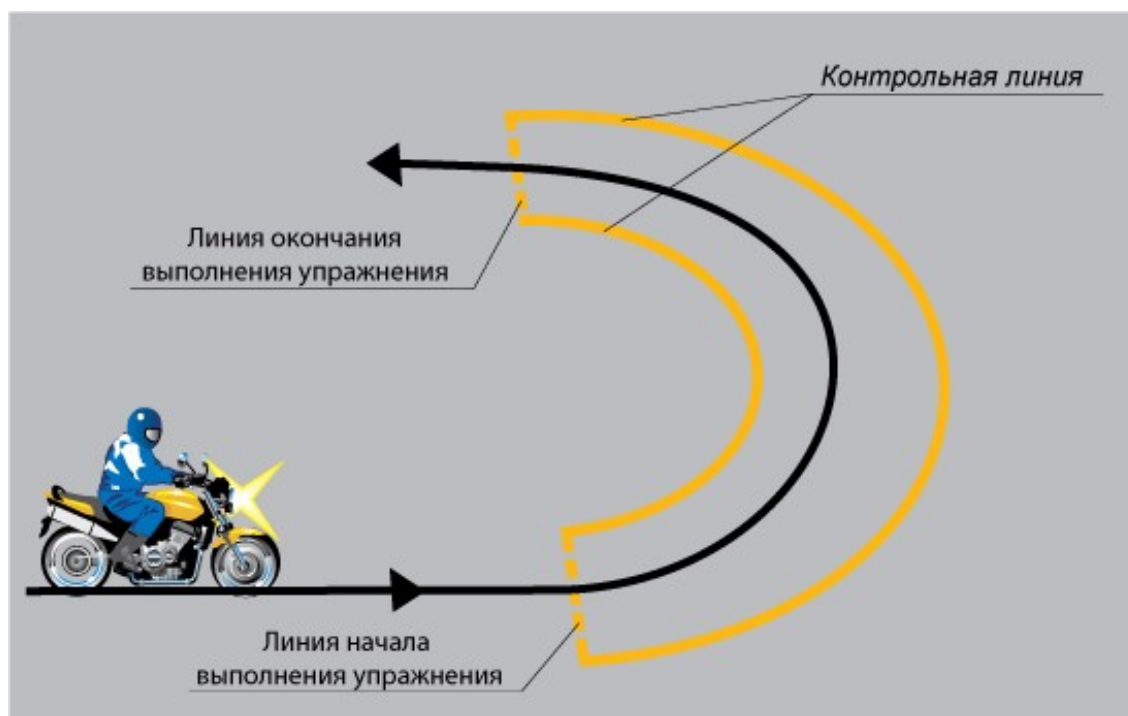 Контрольная линия
Линия окончания
выполнения упражнения
Линия начала
выполнения упражнения